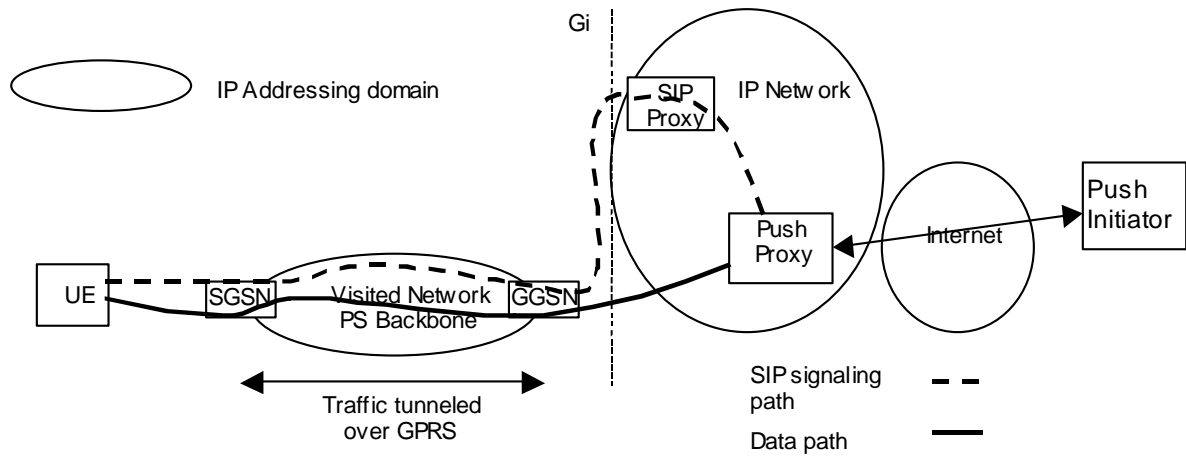 Gi
IP Addressing domain
SIP
Proxy
IP Network
Push
Initiator
Push
Proxy
Internet
UE
SGSN
Visited Network
PS Backbone
GGSN
Traffic tunneled
over GPRS
SIP signaling
path
Data path